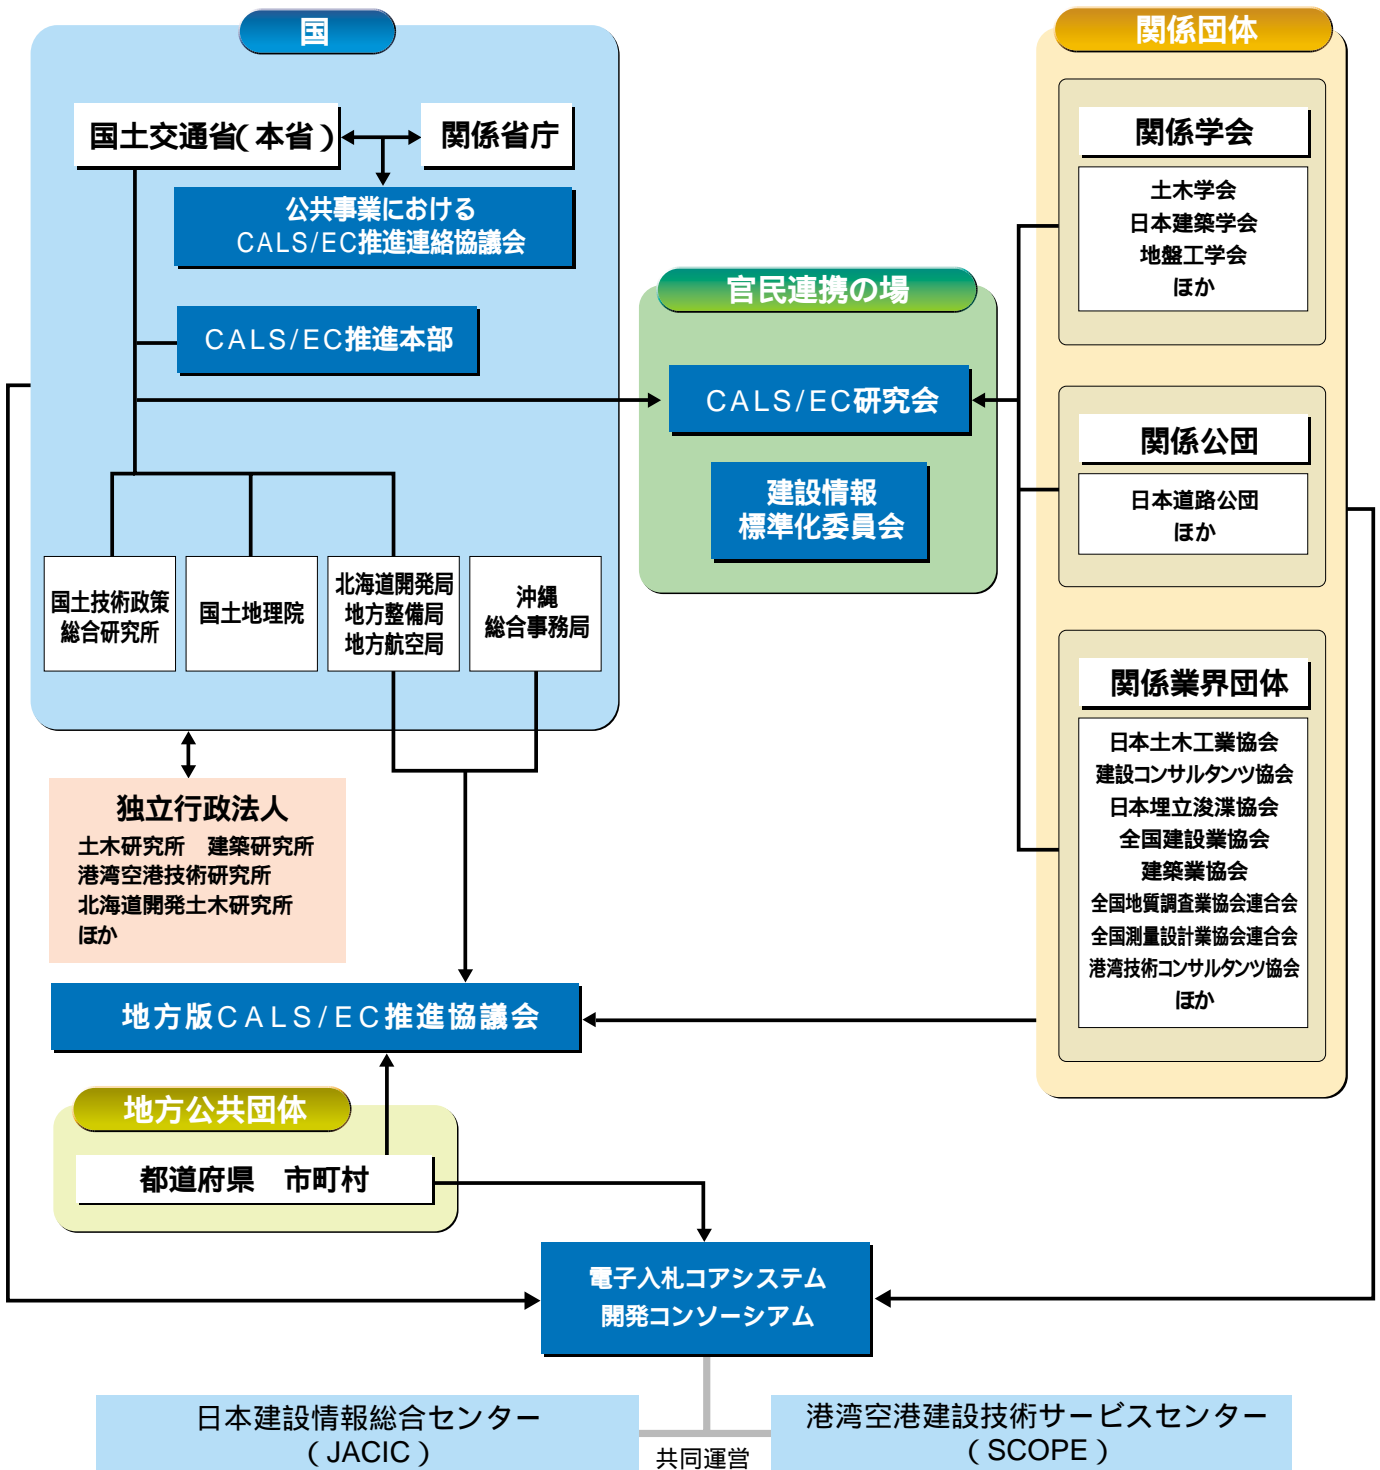 国
国土交通省(本省)
関係省庁
公共事業における
CALS/EC推進連絡協議会
CALS/EC推進本部
国土技術政策
総合研究所
国土地理院
北海道開発局
地方整備局
地方航空局
沖縄
総合事務局
独立行政法人
土木研究所　建築研究所
港湾空港技術研究所
北海道開発土木研究所
ほか
官民連携の場
CALS/EC研究会
建設情報
標準化委員会
関係団体
関係学会
土木学会
日本建築学会
地盤工学会
ほか
関係公団
日本道路公団
ほか
関係業界団体
日本土木工業協会
建設コンサルタンツ協会
日本埋立浚渫協会
全国建設業協会
建築業協会
全国地質調査業協会連合会
全国測量設計業協会連合会
港湾技術コンサルタンツ協会
ほか
地方版CALS/EC推進協議会
地方公共団体
都道府県　市町村
電子入札コアシステム
開発コンソーシアム
日本建設情報総合センター
(JACIC)
共同運営
港湾空港建設技術サービスセンター
(SCOPE)